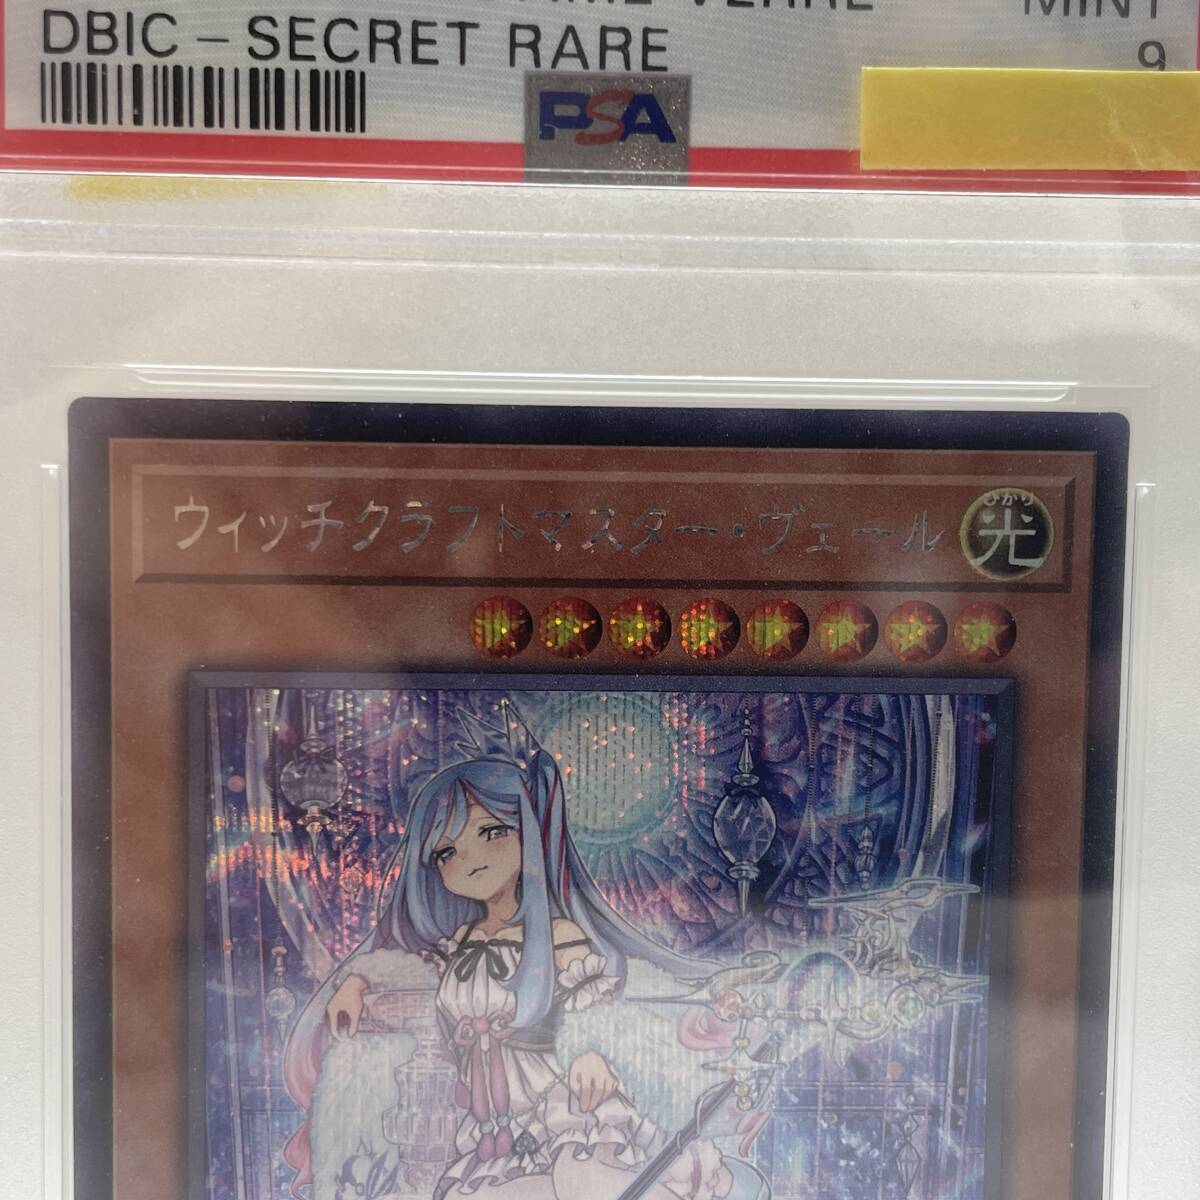 MINT
DBIC – SECRET RARE
9
PSA
ウィッチクラフトマスター・ヴェール
ひかり
光